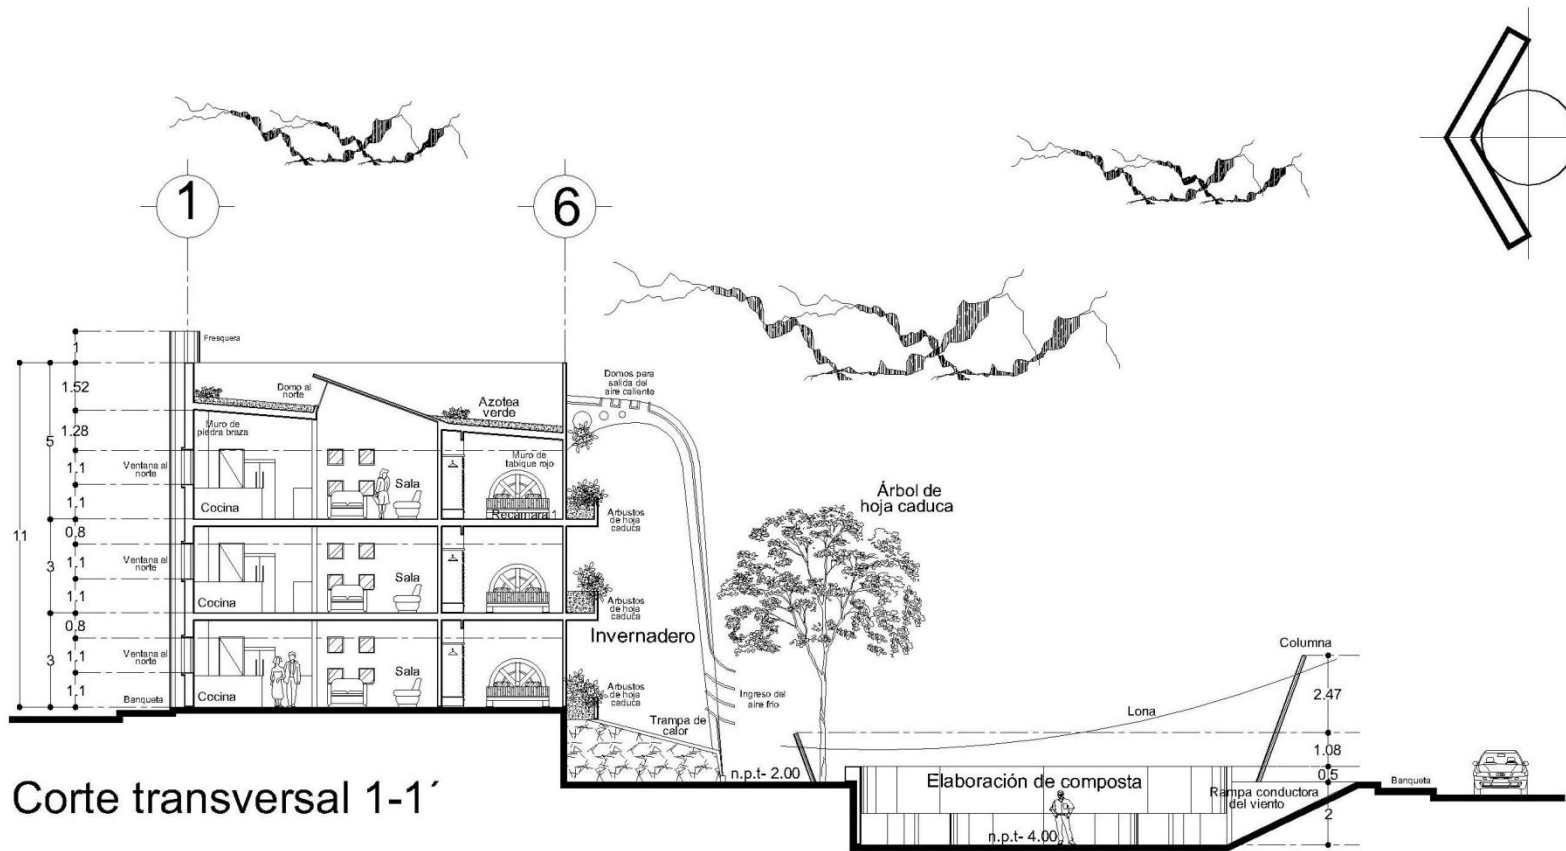 1
6
Fresquera
1
Domos para
salida del
aire caliente
1.52
Domo al
norte
Azotea
verde
1.28
Muro de
piedra braza
5
Muro de
tabique rojo
1,1
Ventana al
norte
Sala
Árbol de
hoja caduca
1,1
Cocina
Recamara 1
Arbustos
de hoja
caduca
11
0,8
1,1
Ventana al
norte
3
Sala
1,1
Cocina
Arbustos
de hoja
caduca
0,8
Invernadero
Columna
1,1
Ventana al
norte
3
Sala
1,1
Cocina
Banqueta
Arbustos
de hoja
caduca
Ingreso del
aire frio
2.47
Lona
Trampa de
calor
1.08
n.p.t- 2.00
Elaboración de composta
0,5
Banqueta
Rampa conductora
del viento
2
n.p.t- 4.00
Corte transversal 1-1´